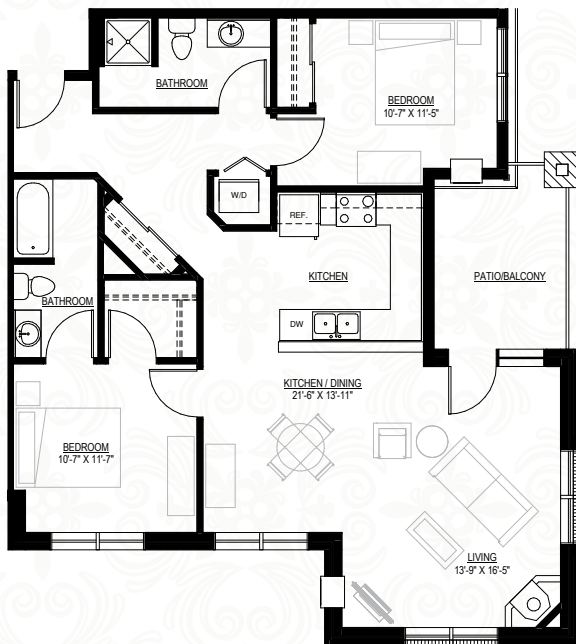 BATHROOM
BEDROOM
10'-7" X 11'-5"
W/D
REF.
KITCHEN
PATIO/BALCONY
BATHROOM
DW
KITCHEN / DINING
21'-6" X 13'-11"
BEDROOM
10'-7" X 11'-7"
LIVING
13'-9" X 16'-5"